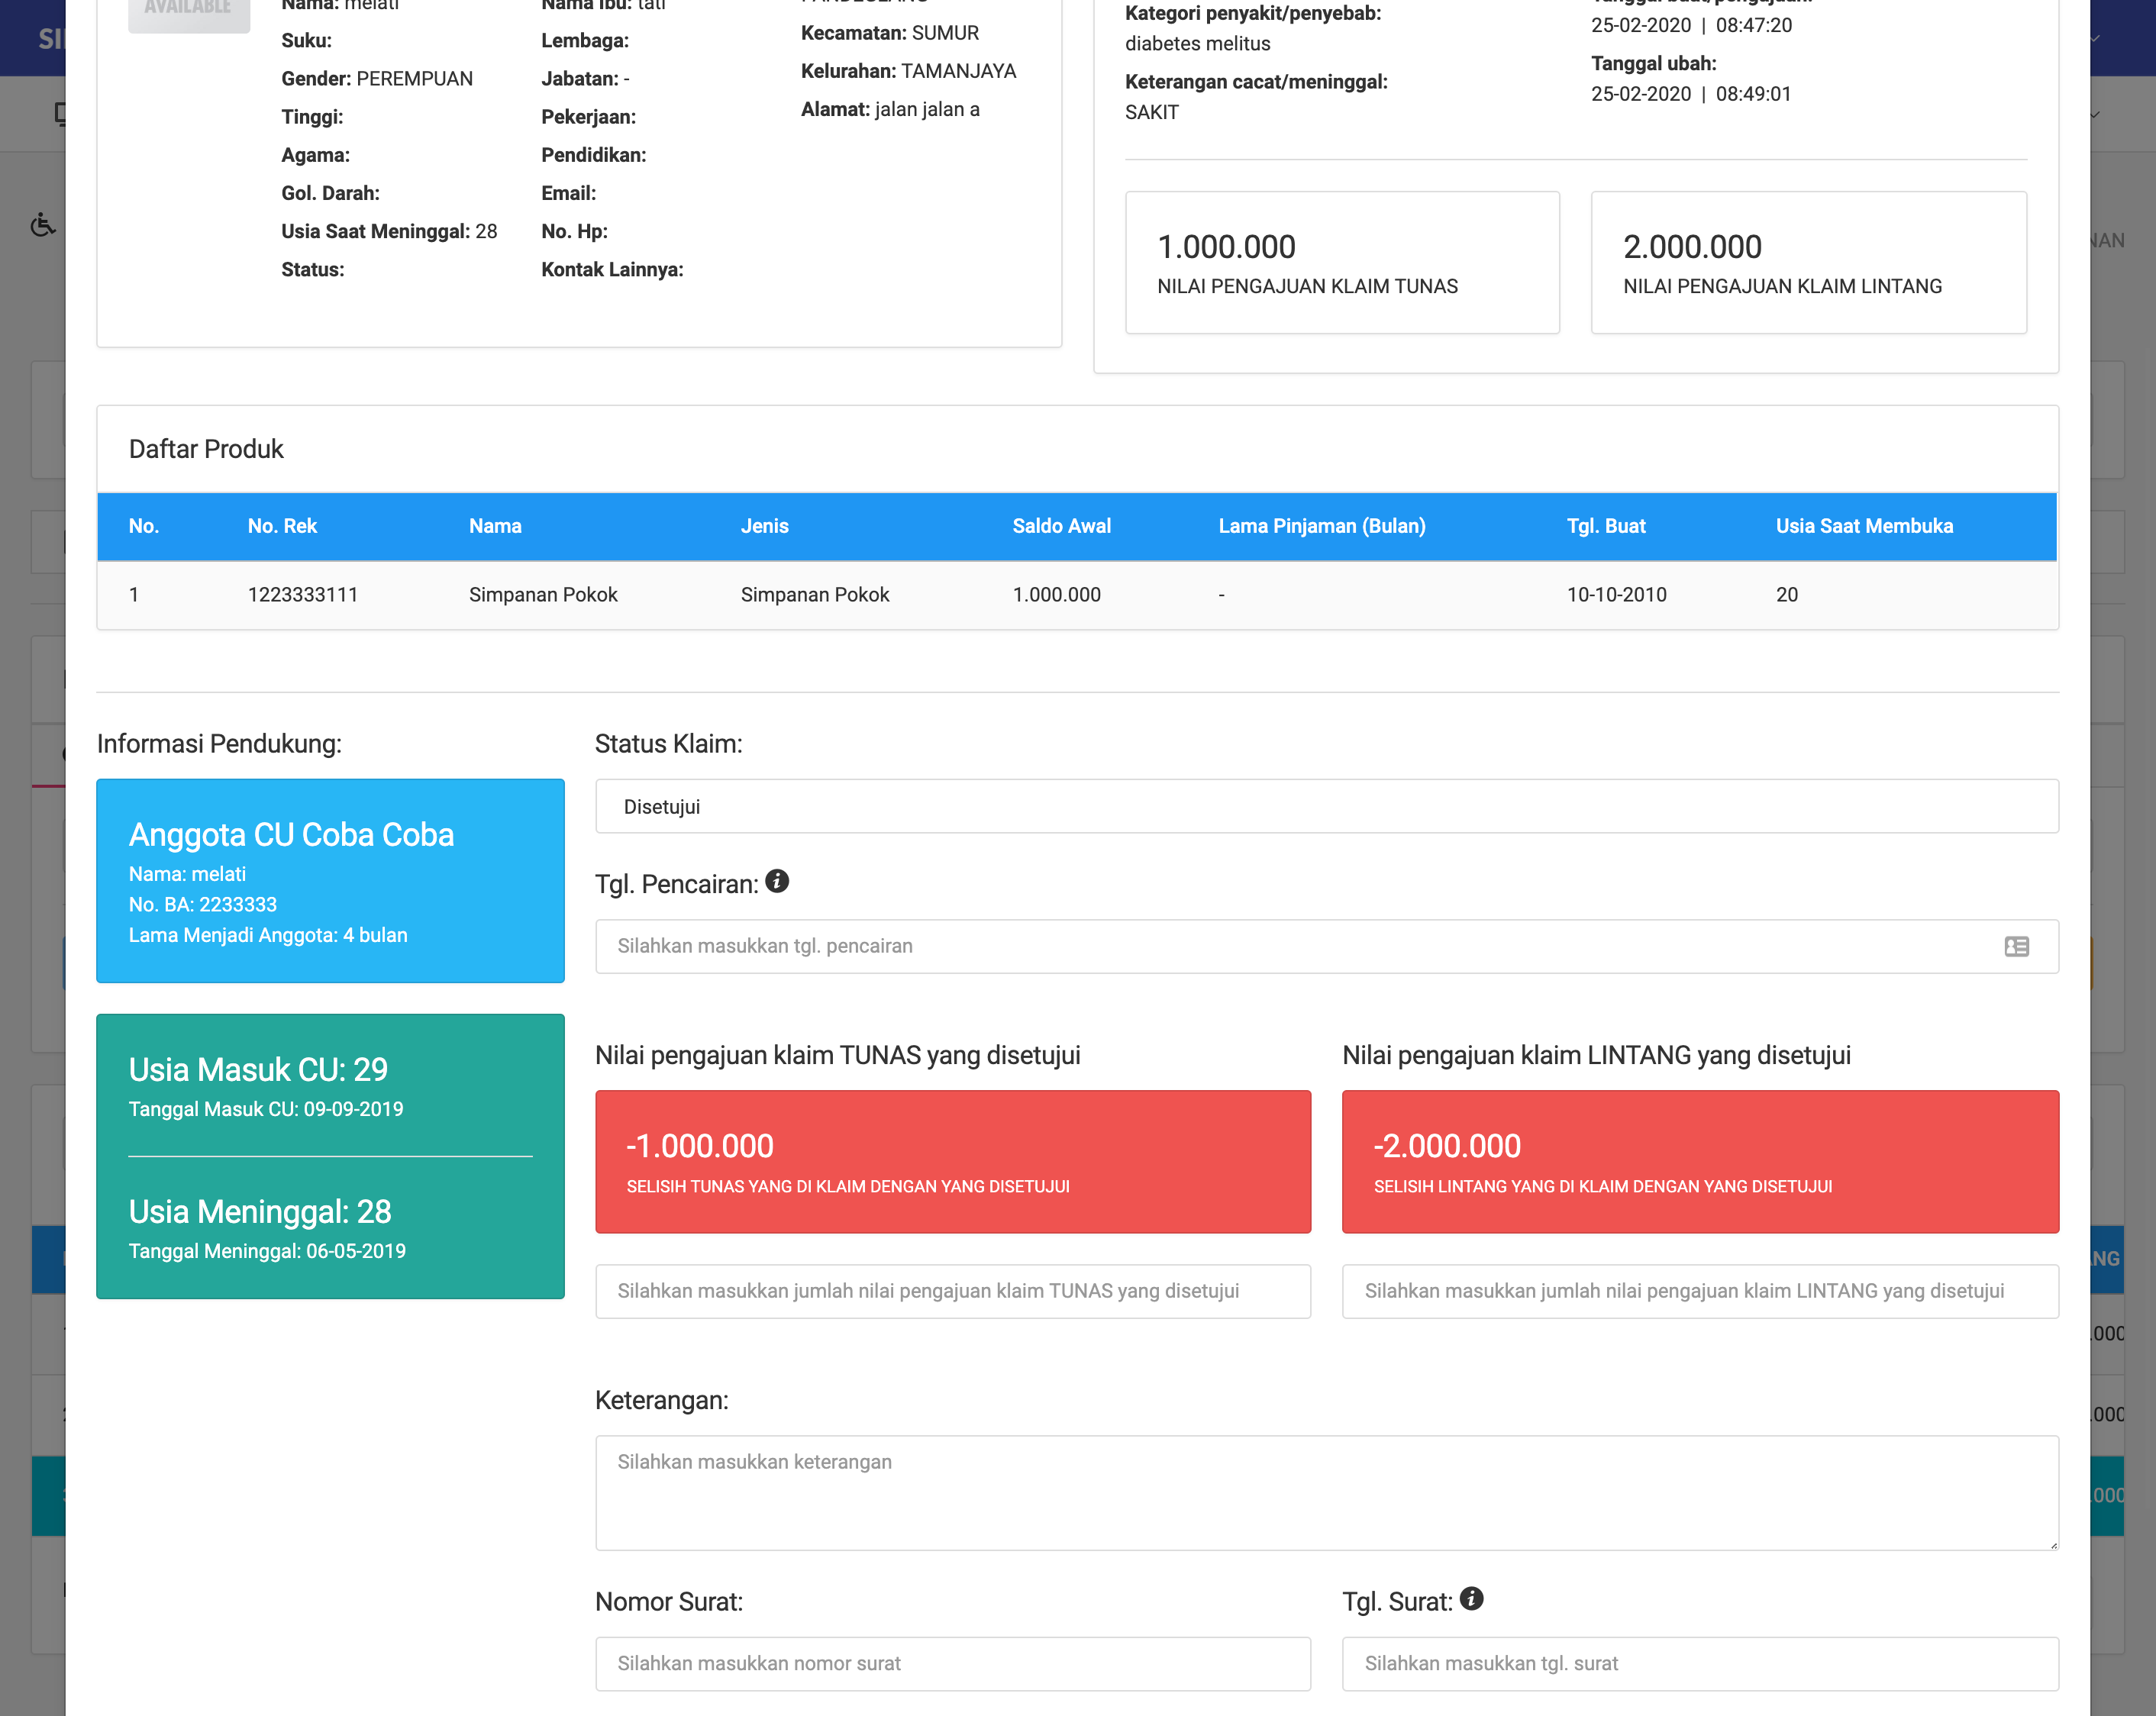 AVAILABLE
Nama: melati
Suku:
Gender: PEREMPUAN
Tinggi:
Agama:
Gol. Darah:
Usia Saat Meninggal: 28
Status:
Nama Ibu: tati
Lembaga:
Jabatan: -
Pekerjaan:
Pendidikan:
Email:
No. Hp:
Kontak Lainnya:
Kecamatan: SUMUR
Kelurahan: TAMANJAYA
Alamat: jalan jalan a
Kategori penyakit/penyebab:
diabetes melitus
Keterangan cacat/meninggal:
SAKIT
25-02-2020 | 08:47:20
Tanggal ubah:
25-02-2020 | 08:49:01
1.000.000
NILAI PENGAJUAN KLAIM TUNAS
2.000.000
NILAI PENGAJUAN KLAIM LINTANG
Daftar Produk
No. No. Rek Nama Jenis Saldo Awal Lama Pinjaman (Bulan) Tgl. Buat Usia Saat Membuka
1 1223333111 Simpanan Pokok Simpanan Pokok 1.000.000 - 10-10-2010 20
Informasi Pendukung:
Anggota CU Coba Coba
Nama: melati
No. BA: 2233333
Lama Menjadi Anggota: 4 bulan
Usia Masuk CU: 29
Tanggal Masuk CU: 09-09-2019
Usia Meninggal: 28
Tanggal Meninggal: 06-05-2019
Status Klaim:
Disetujui
Tgl. Pencairan:
Silahkan masukkan tgl. pencairan
Nilai pengajuan klaim TUNAS yang disetujui
-1.000.000
SELISIH TUNAS YANG DI KLAIM DENGAN YANG DISETUJUI
Silahkan masukkan jumlah nilai pengajuan klaim TUNAS yang disetujui
Nilai pengajuan klaim LINTANG yang disetujui
-2.000.000
SELISIH LINTANG YANG DI KLAIM DENGAN YANG DISETUJUI
Silahkan masukkan jumlah nilai pengajuan klaim LINTANG yang disetujui
Keterangan:
Silahkan masukkan keterangan
Nomor Surat:
Silahkan masukkan nomor surat
Tgl. Surat:
Silahkan masukkan tgl. surat